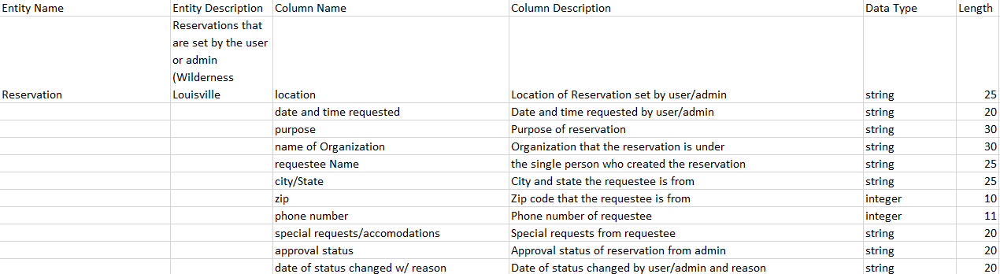 Entity Name Entity Description Column Name Column Description Data Type Length
Reservations that
are set by the user
or admin
(Wilderness
Reservation Louisville location Location of Reservation set by user/admin string 25
date and time requested Date and time requested by user/admin string 20
purpose Purpose of reservation string 30
name of Organization Organization that the reservation is under string 30
requestee Name the single person who created the reservation string 25
city/State City and state the requestee is from string 25
zip Zip code that the requestee is from integer 10
phone number Phone number of requestee integer 11
special requests/accomodations Special requests from requestee string 20
approval status Approval status of reservation from admin string 20
date of status changed w/ reason Date of status changed by user/admin and reason string 20